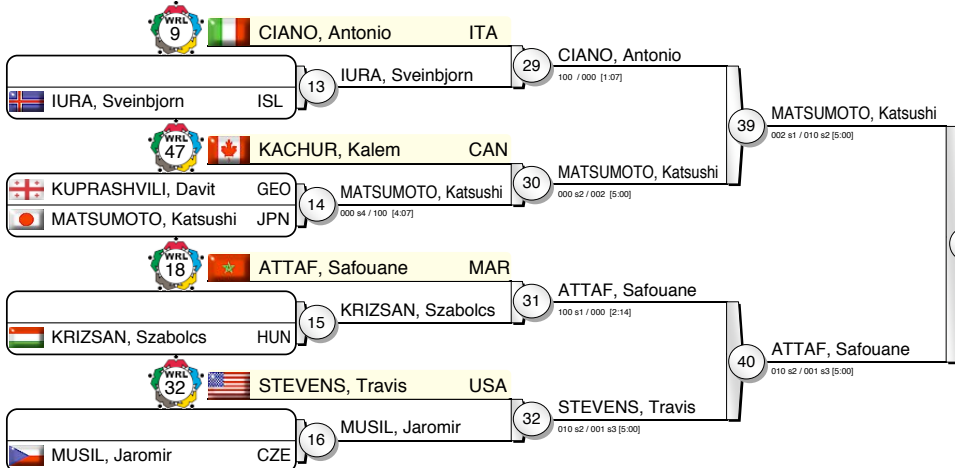 WRL
9
CIANO, Antonio ITA
IURA, Sveinbjorn ISL
13
IURA, Sveinbjorn
29
CIANO, Antonio
100 / 000 [1:07]
WRL
47
KACHUR, Kalem CAN
KUPRASHVILI, Davit GEO
MATSUMOTO, Katsushi JPN
14
MATSUMOTO, Katsushi
000 s4 / 100 [4:07]
30
MATSUMOTO, Katsushi
000 s2 / 002 [5:00]
39
MATSUMOTO, Katsushi
002 s1 / 010 s2 [5:00]
WRL
18
ATTAF, Safouane MAR
KRIZSAN, Szabolcs HUN
15
KRIZSAN, Szabolcs
31
ATTAF, Safouane
100 s1 / 000 [2:14]
WRL
32
STEVENS, Travis USA
MUSIL, Jaromir CZE
16
MUSIL, Jaromir
32
STEVENS, Travis
010 s2 / 001 s3 [5:00]
40
ATTAF, Safouane
010 s2 / 001 s3 [5:00]